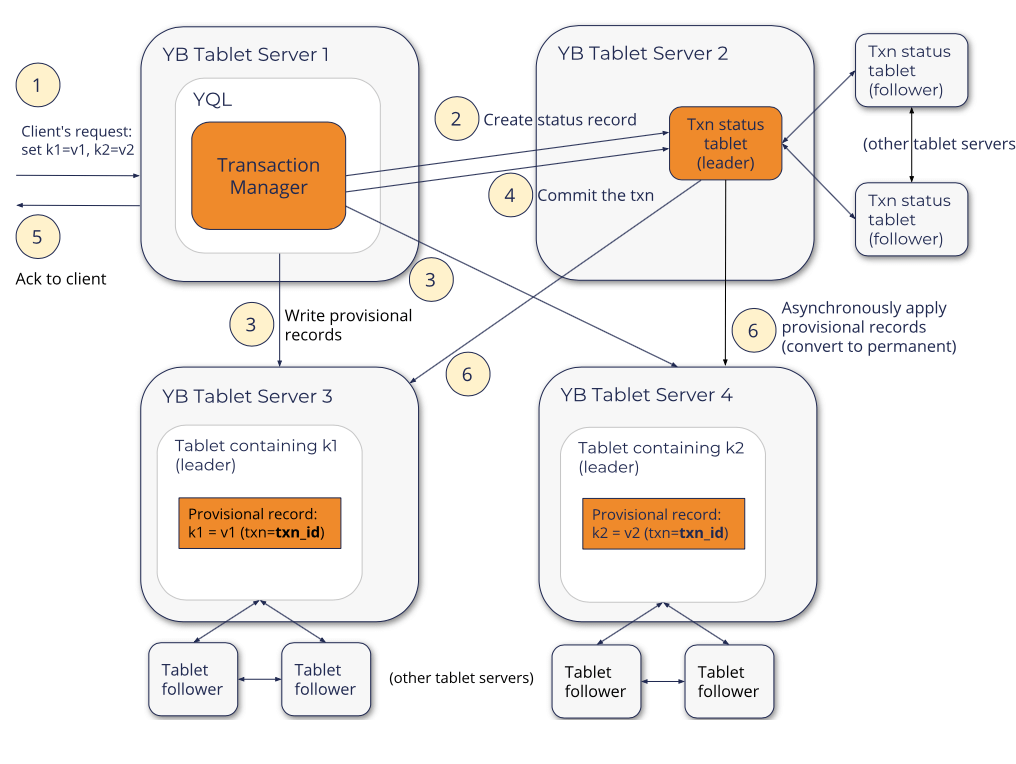 YB Tablet Server 1
YQL
Transaction
Manager
1
Client's request:
set k1=v1, k2=v2
5
Ack to client
2
Create status record
4
Commit the txn
YB Tablet Server 2
Txn status
tablet
(leader)
Txn status
tablet
(follower)
(other tablet servers
Txn status
tablet
(follower)
3
Write provisional
records
3
6
6
Asynchronously apply
provisional records
(convert to permanent)
YB Tablet Server 3
Tablet containing k1
(leader)
Provisional record:
k1 = v1 (txn=txn_id)
YB Tablet Server 4
Tablet containing k2
(leader)
Provisional record:
k2 = v2 (txn=txn_id)
Tablet
follower
Tablet
follower
(other tablet servers)
Tablet
follower
Tablet
follower